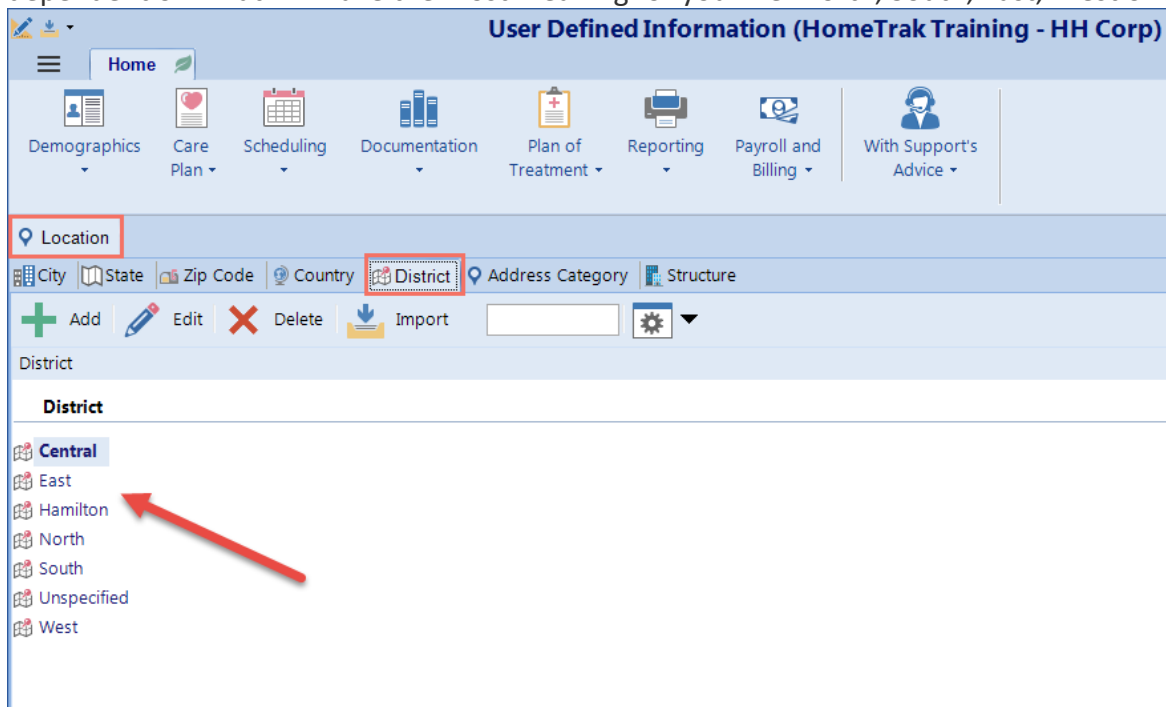 User Defined Information (HomeTrak Training - HH Corp)
Home
Demographics
Care Plan
Scheduling
Documentation
Plan of Treatment
Reporting
Payroll and Billing
With Support's Advice
Location
City State Zip Code Country District Address Category Structure
Add Edit Delete Import
District
District
Central
East
Hamilton
North
South
Unspecified
West